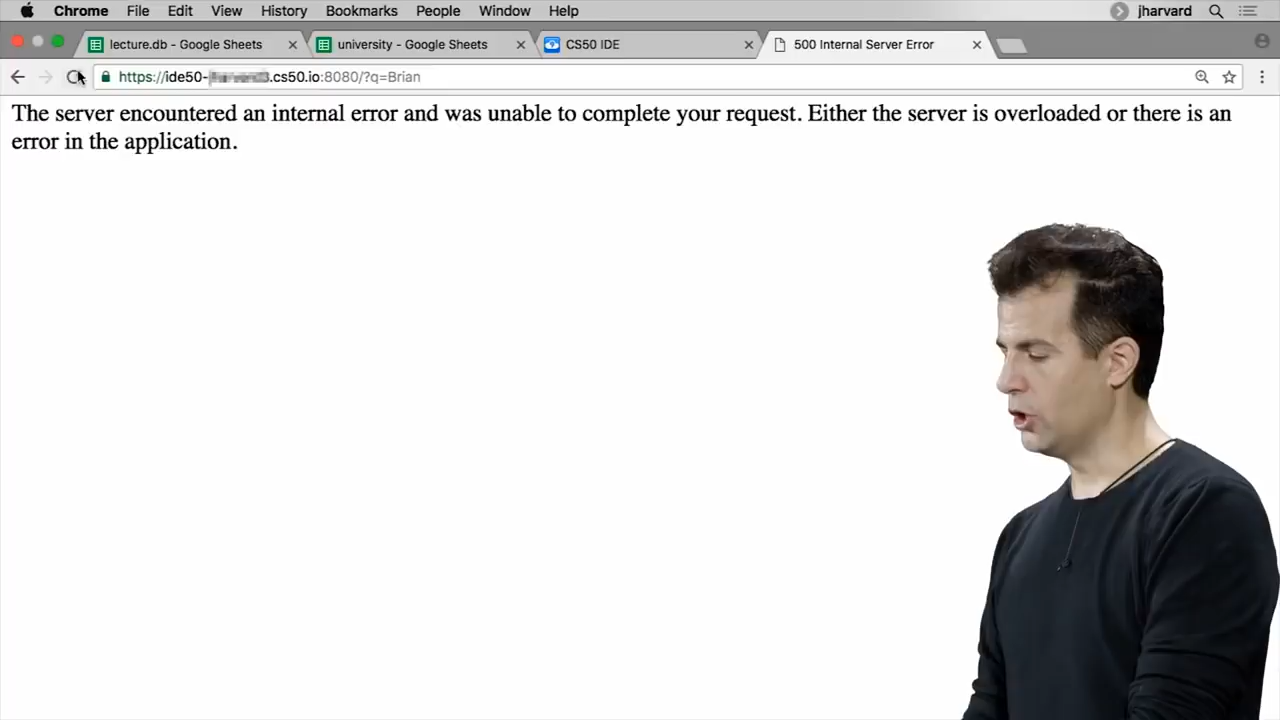 Chrome File Edit View History Bookmarks People Window Help jharvard
lecture.db - Google Sheets university - Google Sheets CS50 IDE 500 Internal Server Error
https://ide50- .cs50.io:8080/?q=Brian
The server encountered an internal error and was unable to complete your request. Either the server is overloaded or there is an
error in the application.